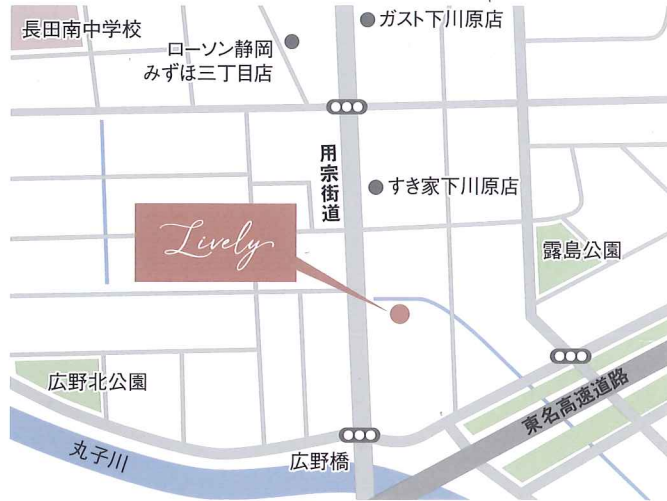 長田南中学校
ガスト下川原店
ローソン静岡
みずほ三丁目店
用宗街道
すき家下川原店
Lively
露島公園
広野北公園
東名高速道路
丸子川
広野橋